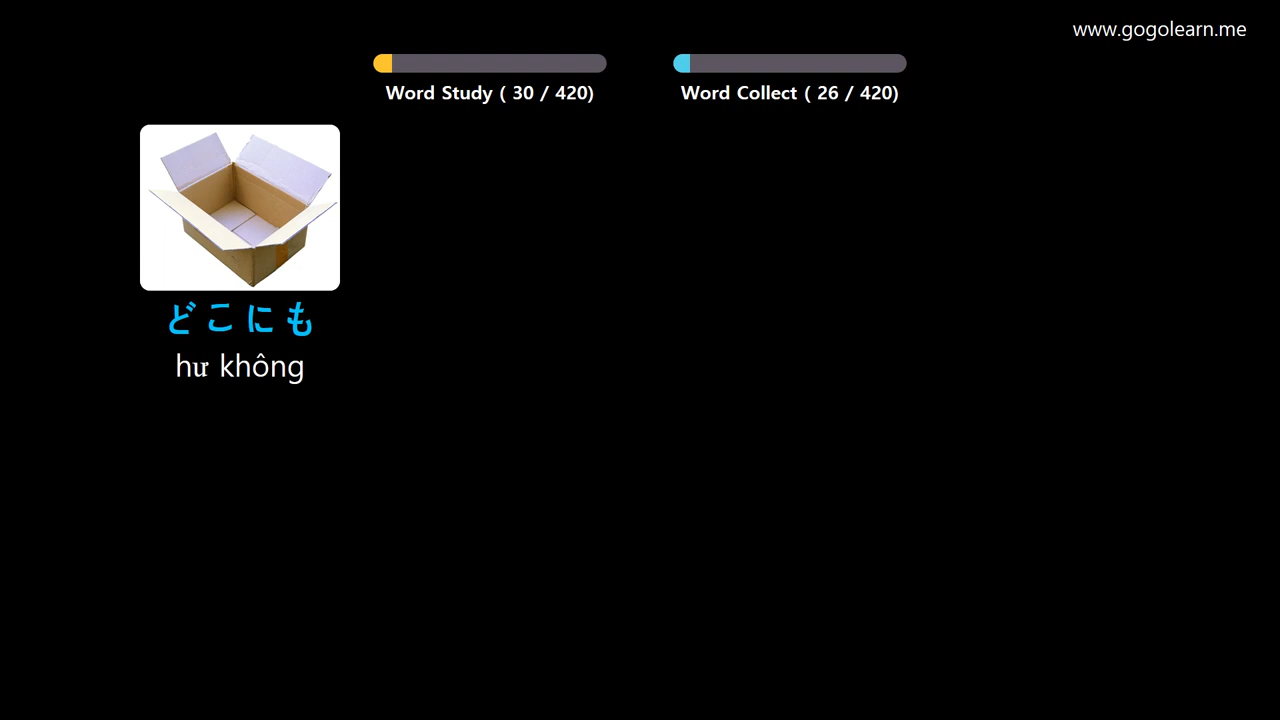 www.gogolearn.me
Word Study ( 30 / 420)
Word Collect ( 26 / 420)
どこにも
hư không